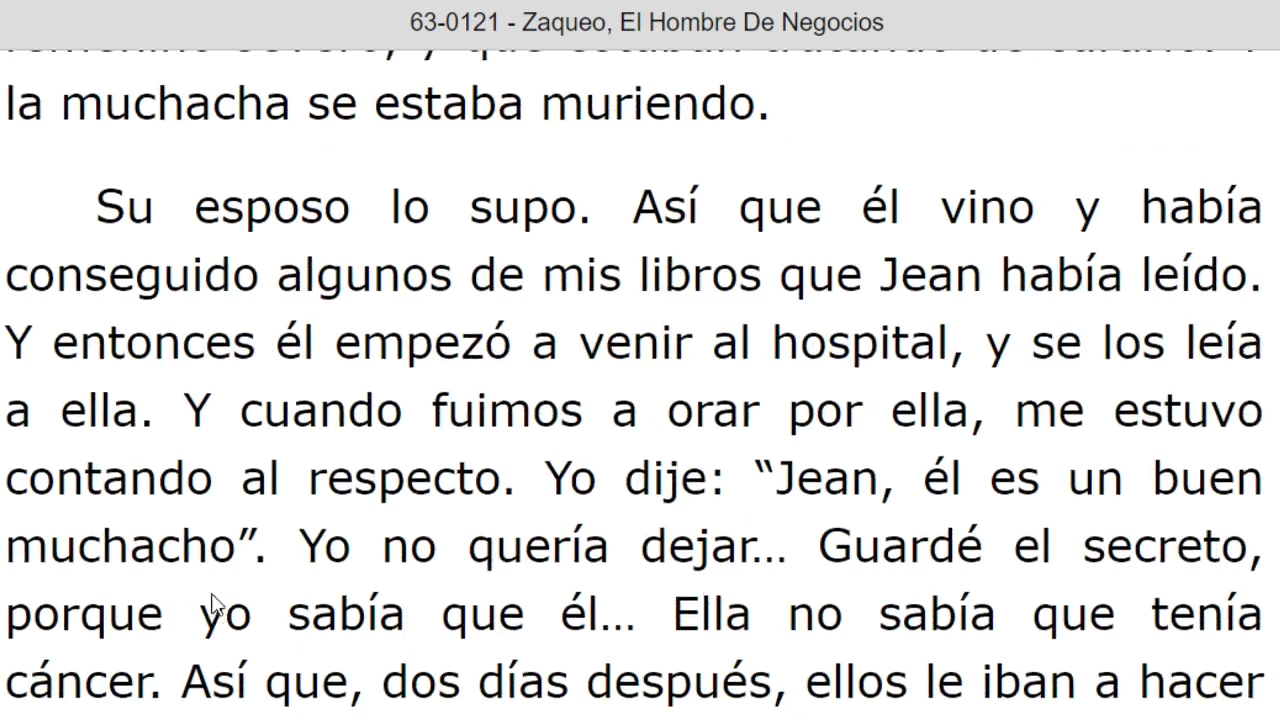 63-0121 - Zaqueo, El Hombre De Negocios
la muchacha se estaba muriendo.
Su esposo lo supo. Así que él vino y había
conseguido algunos de mis libros que Jean había leído.
Y entonces él empezó a venir al hospital, y se los leía
a ella. Y cuando fuimos a orar por ella, me estuvo
contando al respecto. Yo dije: “Jean, él es un buen
muchacho”. Yo no quería dejar… Guardé el secreto,
porque yo sabía que él… Ella no sabía que tenía
cáncer. Así que, dos días después, ellos le iban a hacer